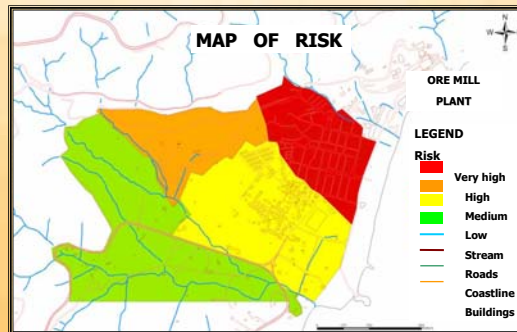 MAP OF RISK
N
W
S
ORE MILL
PLANT
LEGEND
Risk
Very high
High
Medium
Low
Stream
Roads
Coastline
Buildings